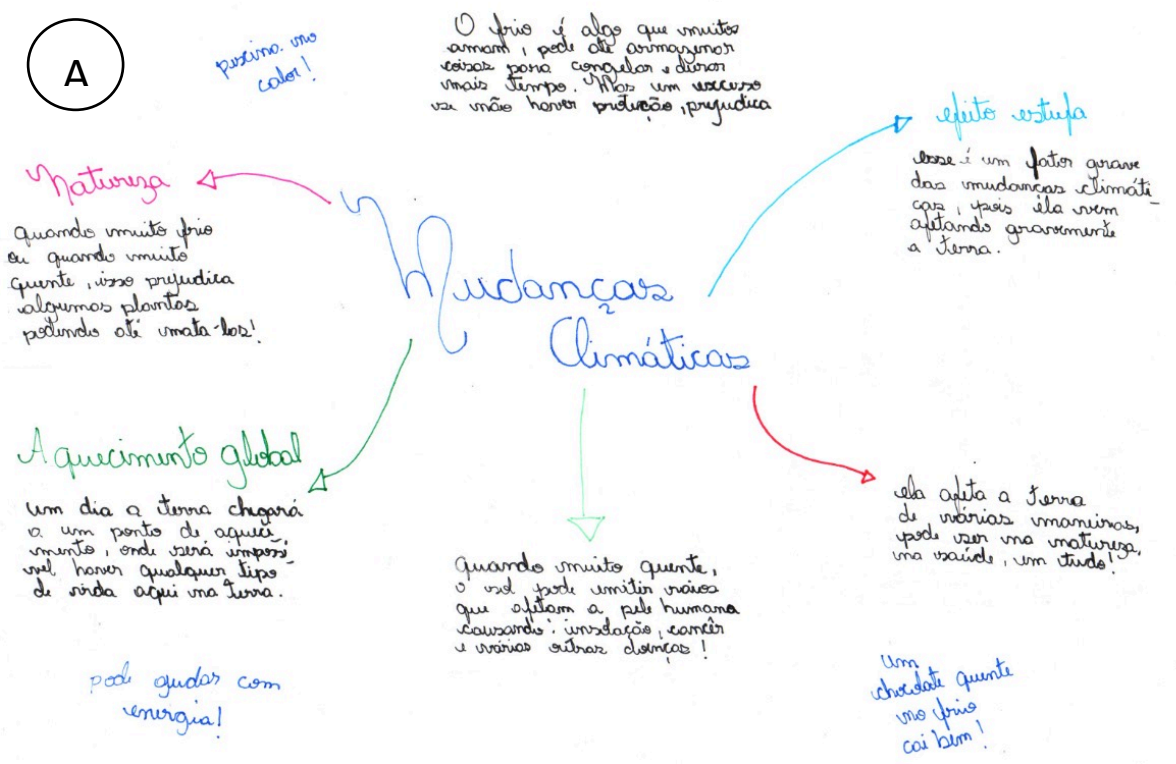 A
piscina no
calor!
O frio é algo que muitos
amam, pode até armazenar
coisas para congelar e durar
mais tempo. Mas um excesso
se não haver proteção, prejudica
efeito estufa
esse é um fator grave
das mudanças climáti-
cas, pois ela vem
afetando gravemente
a terra.
Natureza
quando muito frio
ou quando muito
quente, isso prejudica
algumas plantas
podendo até mata-las!
Mudanças
Climáticas
Aquecimento global
um dia a terra chegará
a um ponto de aqueci-
mento, onde será impossi-
vel haver qualquer tipo
de vida aqui na terra.
ela afeta a terra
de várias maneiras,
pode ser na natureza,
na saúde, em tudo!
Quando muito quente,
o sol pode emitir raios
que afetam a pele humana
causando: insolação, cancêr
e várias outras doenças!
pode ajudar com
energia!
um
chocolate quente
no frio
cai bem!